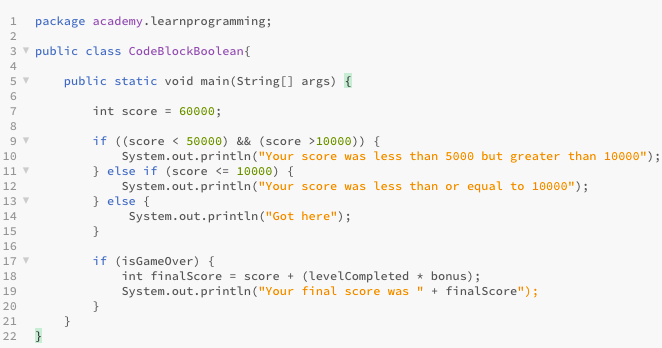 1 package academy.learnprogramming;
2
3 public class CodeBlockBoolean{
4
5     public static void main(String[] args) {
6
7         int score = 60000;
8
9         if ((score < 50000) && (score >10000)) {
10             System.out.println("Your score was less than 5000 but greater than 10000");
11         } else if (score <= 10000) {
12             System.out.println("Your score was less than or equal to 10000");
13         } else {
14              System.out.println("Got here");
15         }
16
17         if (isGameOver) {
18             int finalScore = score + (levelCompleted * bonus);
19             System.out.println("Your final score was " + finalScore");
20         }
21     }
22 }